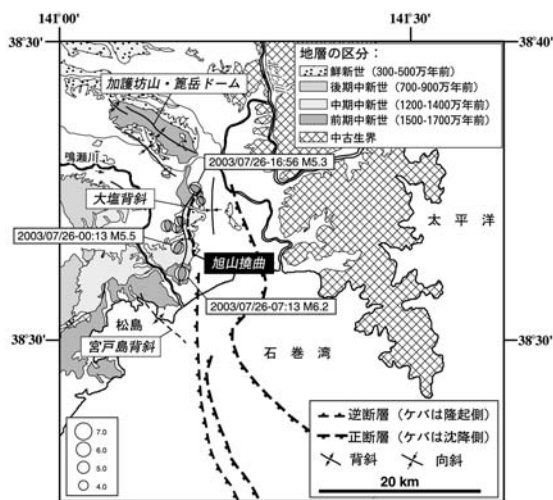 141°00′
141°30′
38°30′
38°40′
地層の区分：
鮮新世（300-500万年前）
後期中新世（700-900万年前）
中期中新世（1200-1400万年前）
前期中新世（1500-1700万年前）
中古生界
加護坊山・箟岳ドーム
鳴瀬川
2003/07/26-16:56 M5.3
大塩背斜
太平洋
2003/07/26-00:13 M5.5
旭山撓曲
2003/07/26-07:13 M6.2
38°30′
38°30′
松島
宮戸島背斜
石巻湾
逆断層（ケバは隆起側）
正断層（ケバは沈降側）
背斜
向斜
20 km
7.0
6.0
5.0
4.0